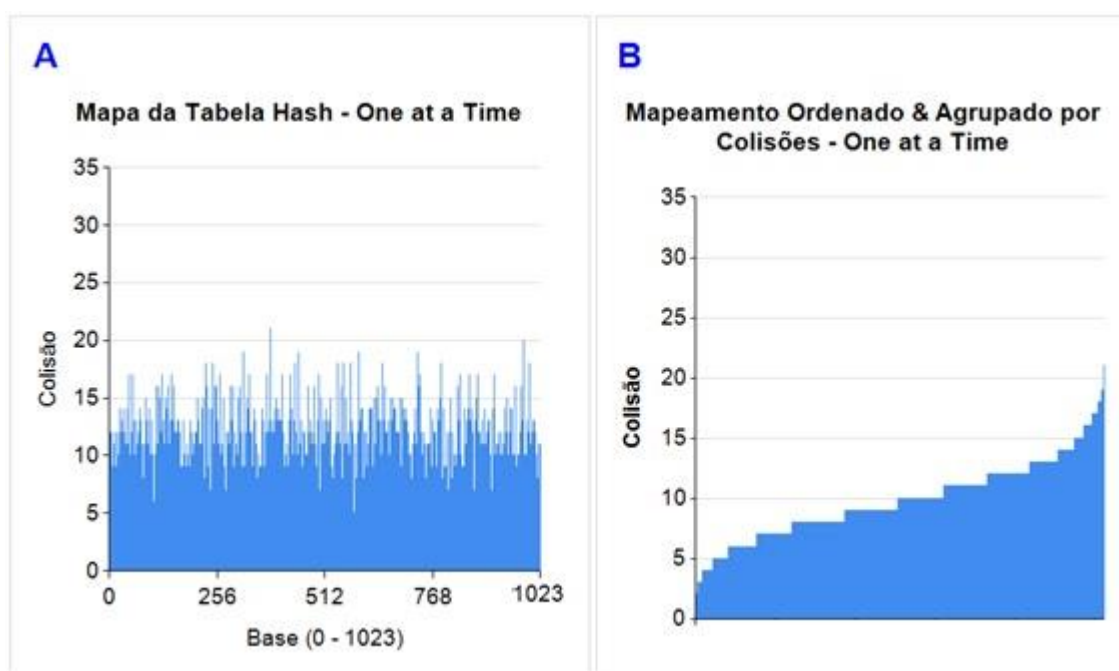 A
Mapa da Tabela Hash - One at a Time
35
30
25
20
15
10
5
0
Colisão
0 256 512 768 1023
Base (0 - 1023)
B
Mapeamento Ordenado & Agrupado por
Colisões - One at a Time
35
30
25
20
15
10
5
0
Colisão